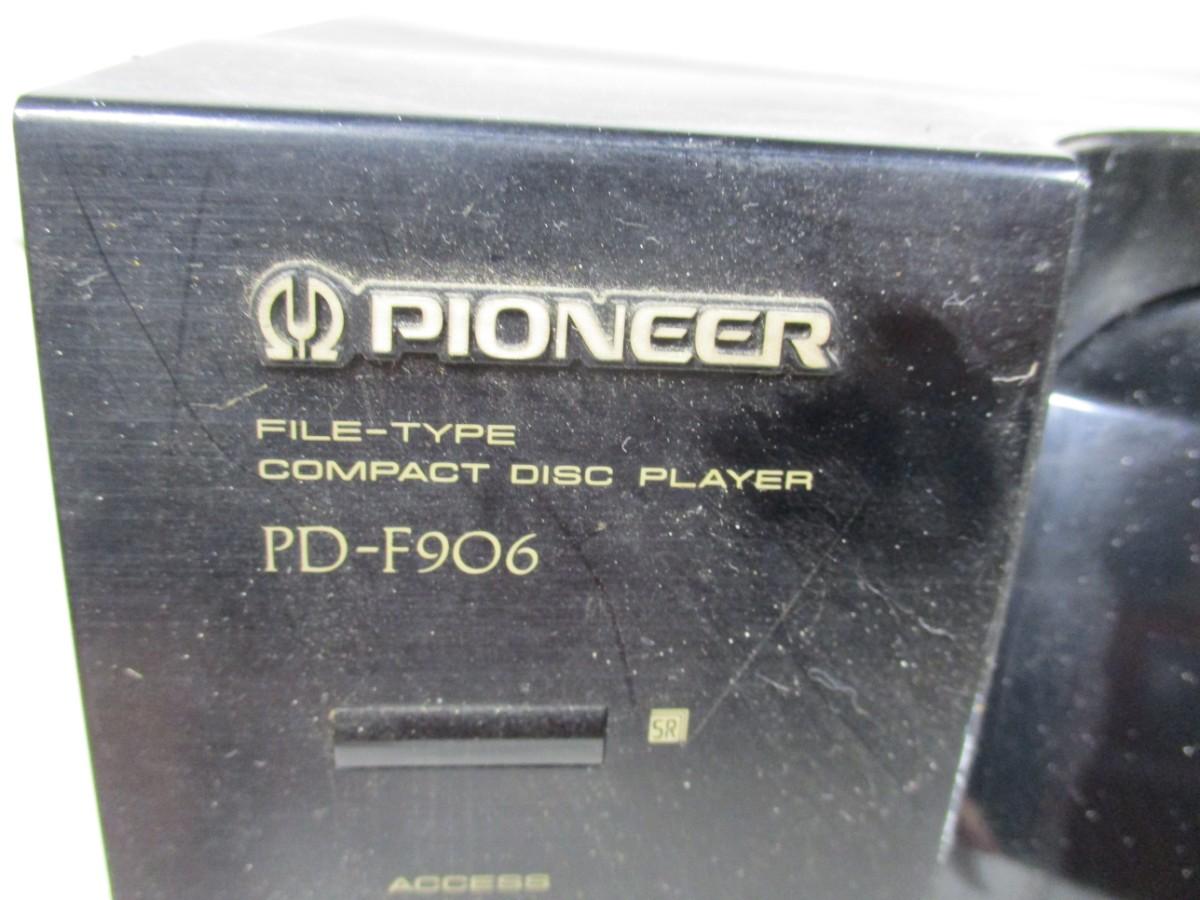 PIONEER
FILE-TYPE
COMPACT DISC PLAYER
PD-F906
SR
ACCESS